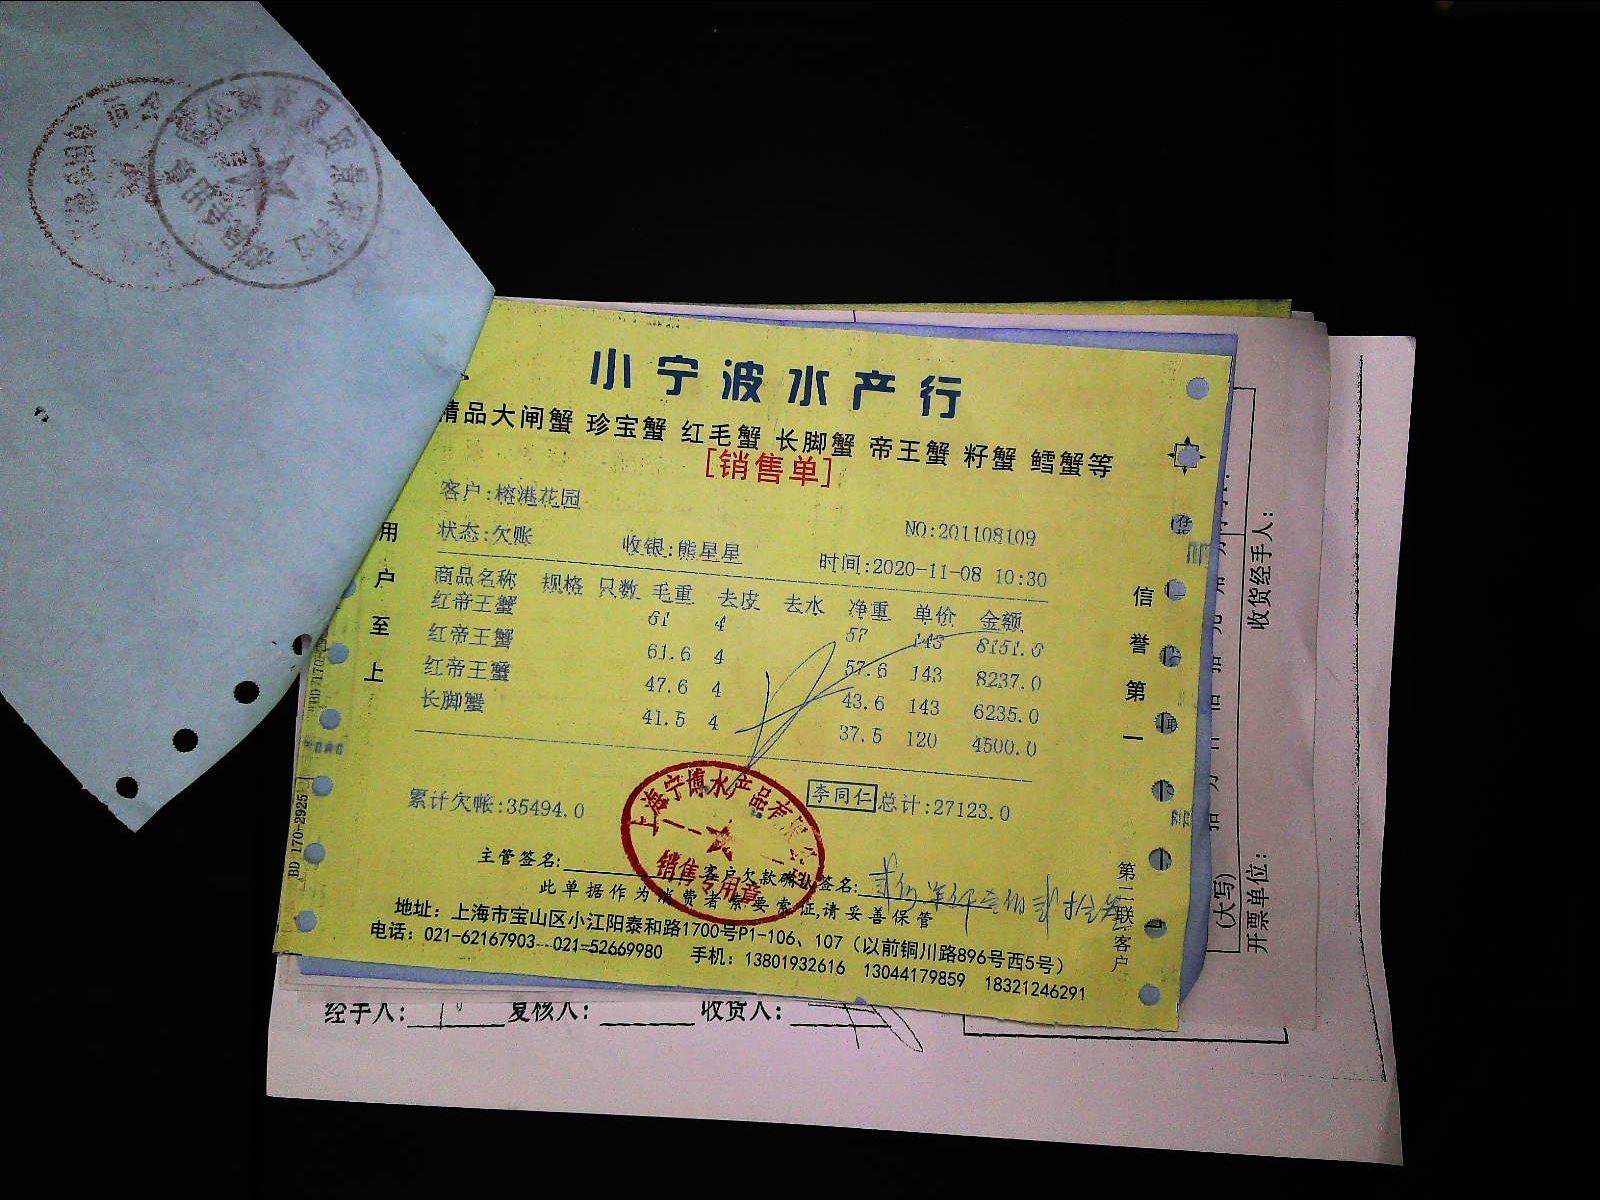 小宁波水产行
精品大闸蟹 珍宝蟹 红毛蟹 长脚蟹 帝王蟹 籽蟹 鳕蟹等
[销售单]
客户:榕港花园
NO:201108109
状态:欠账 收银:熊星星 时间:2020-11-08 10:30
商品名称 规格 只数 毛重 去皮 去水 净重 单价 金额
红帝王蟹 61 4 57 143 8151.0
红帝王蟹 61.6 4 57.6 143 8237.0
红帝王蟹 47.6 4 43.6 143 6235.0
长脚蟹 41.5 4 37.5 120 4500.0
累计欠帐:35494.0 李同仁 总计:27123.0
上海宁博水产品有限公司
销售专用章
主管签名: 客户欠款确认签名:
此单据作为消费者索要索证,请妥善保管
地址：上海市宝山区小江阳泰和路1700号P1-106、107（以前铜川路896号西5号）
电话：021-62167903 021-52669980 手机：13801932616 13044179859 18321246291
用户至上
信誉第一
第二联:客户
BD 170-2925
经手人: 复核人: 收货人:
收货经手人:
(大写)
开票单位: